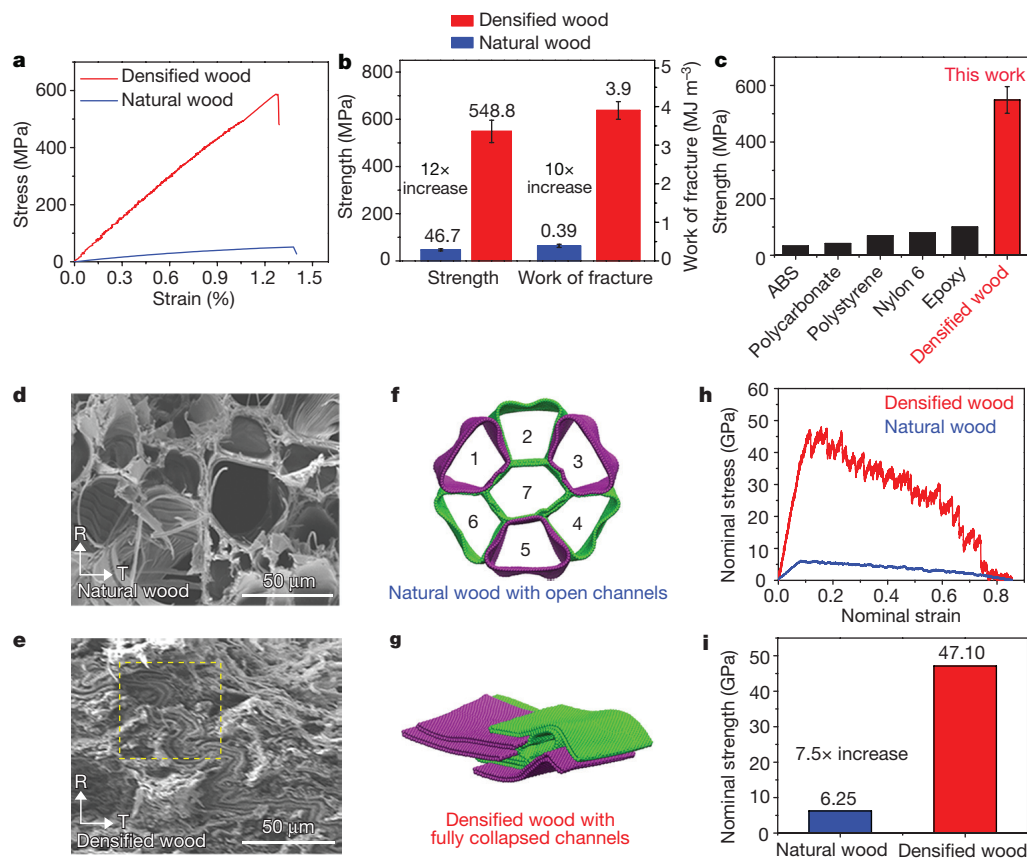 Densified wood
Natural wood
a
Densified wood
Natural wood
600
400
200
0
Stress (MPa)
0.0 0.3 0.6 0.9 1.2 1.5
Strain (%)
b
800
600
400
200
0
Strength (MPa)
548.8
3.9
12×
increase
10×
increase
46.7
0.39
5
4
3
2
1
0
Work of fracture (MJ m⁻³)
Strength Work of fracture
c
This work
800
600
400
200
0
Strength (MPa)
ABS
Polycarbonate
Polystyrene
Nylon 6
Epoxy
Densified wood
d
R
T
Natural wood
50 μm
e
R
T
Densified wood
50 μm
f
2
1 3
7
6 4
5
Natural wood with open channels
g
Densified wood with
fully collapsed channels
h
60
50
40
30
20
10
0
Nominal stress (GPa)
Densified wood
Natural wood
0.0 0.2 0.4 0.6 0.8
Nominal strain
i
50
40
30
20
10
0
Nominal strength (GPa)
47.10
7.5× increase
6.25
Natural wood Densified wood